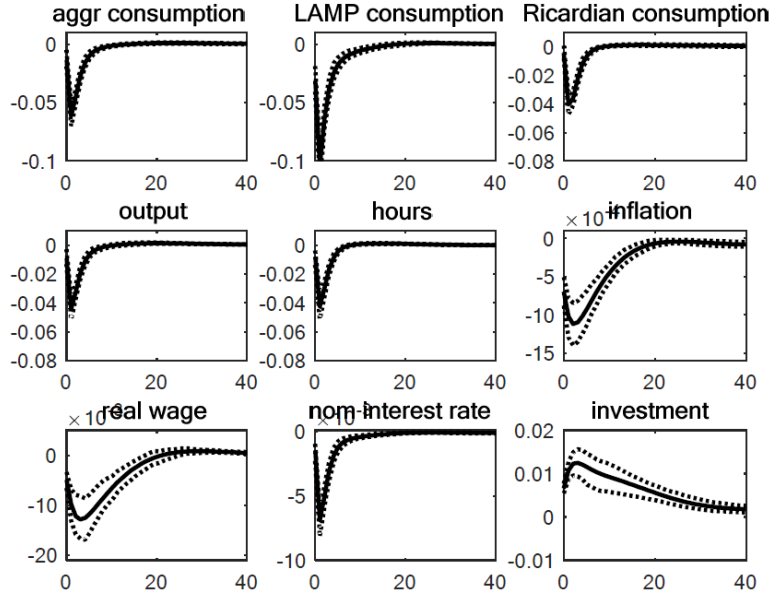 aggr consumption LAMP consumption Ricardian consumption
0 0 0
-0.02
-0.05 -0.05 -0.04
-0.06
-0.1 -0.1 -0.08
0 20 40 0 20 40 0 20 40
output hours inflation
× 10
0 0 0
-0.02 -0.02 -5
-0.04 -0.04 -10
-0.06 -0.06
-0.08 -0.08 -15
0 20 40 0 20 40 0 20 40
real wage nom interest rate investment
× 10⁻³ × 10
0 0 0.02
0.01
-10 -5
0
-20 -10 -0.01
0 20 40 0 20 40 0 20 40